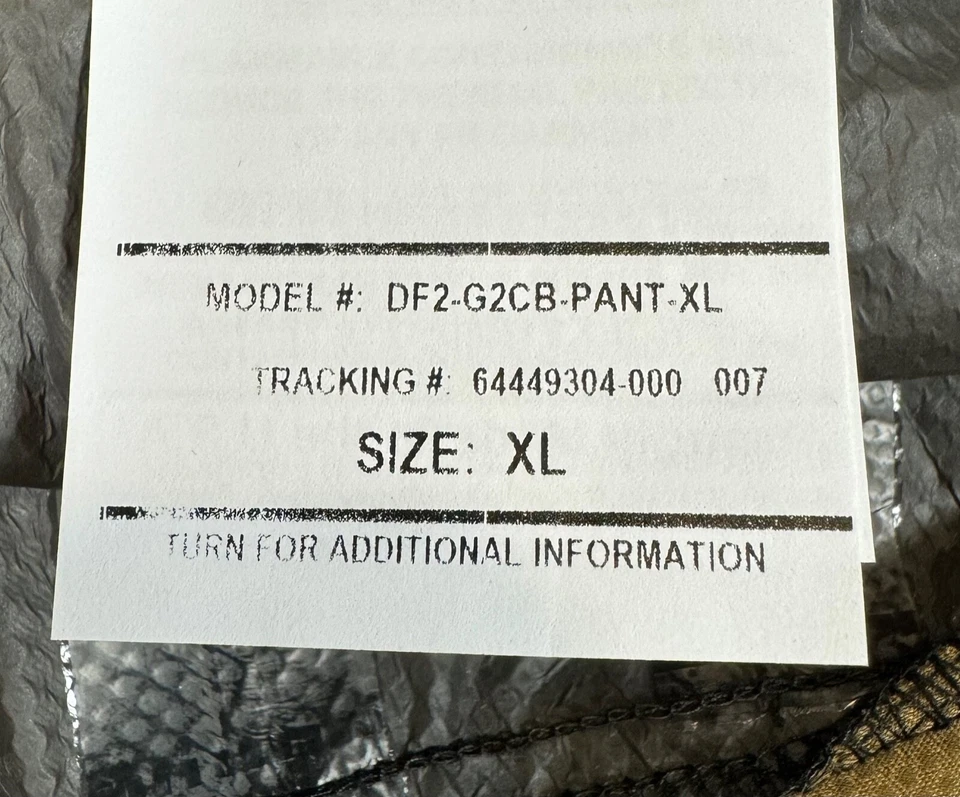 MODEL #: DF2-G2CB-PANT-XL
TRACKING #: 64449304-000 007
SIZE: XL
TURN FOR ADDITIONAL INFORMATION